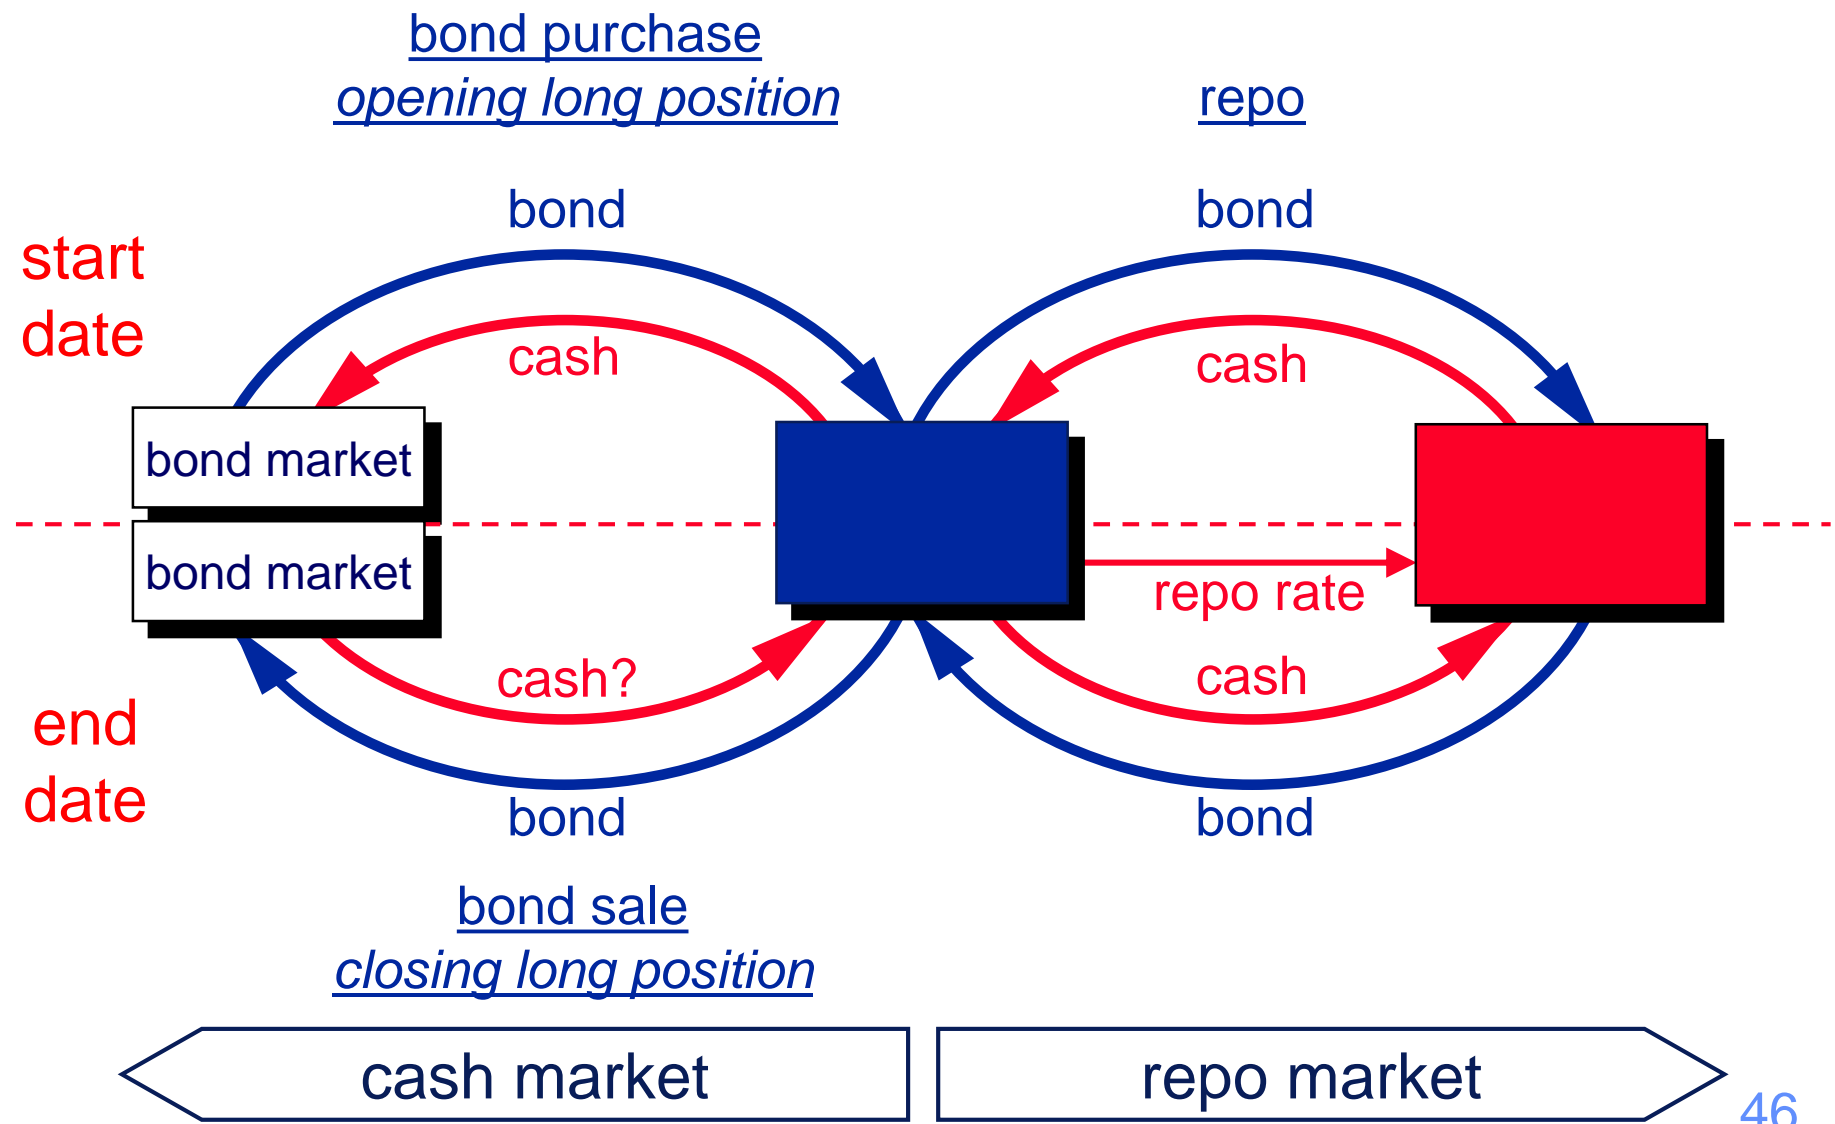 bond purchase
opening long position
repo
bond
bond
start
date
cash
cash
bond market
bond market
repo rate
cash?
cash
end
date
bond
bond
bond sale
closing long position
cash market
repo market
46